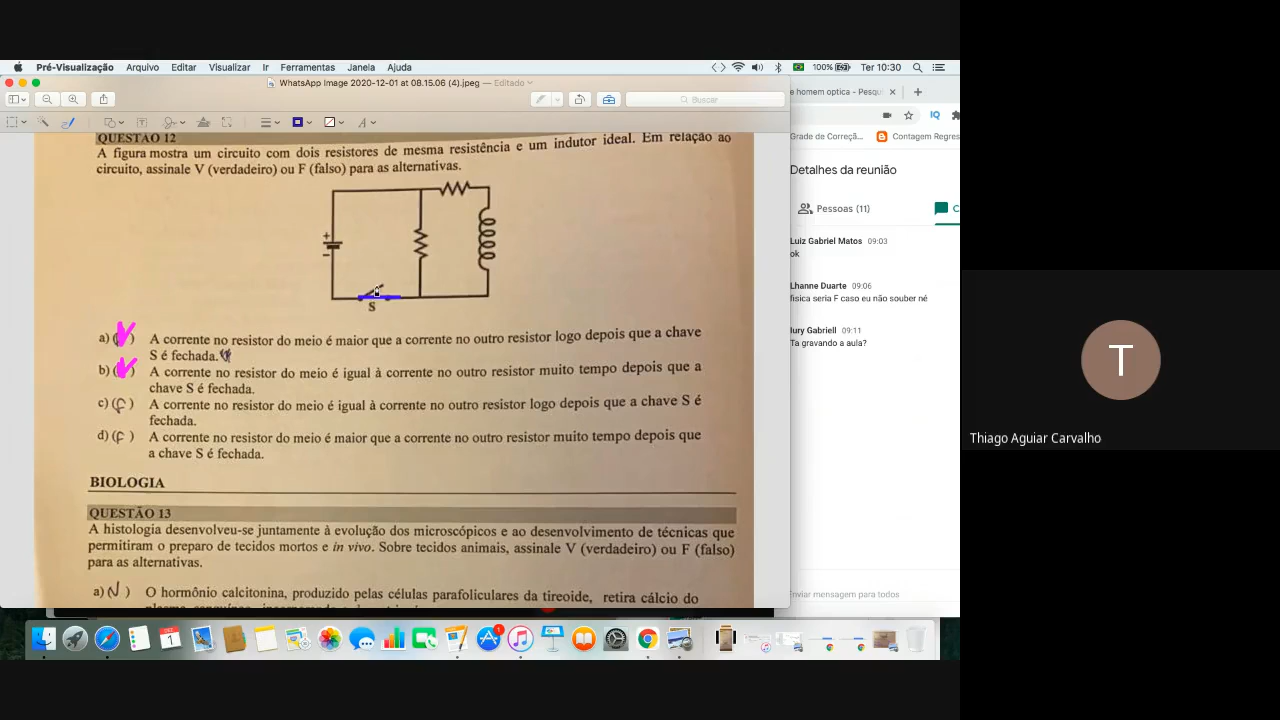 Pré-Visualização Arquivo Editar Visualizar Ir Ferramentas Janela Ajuda 100% Ter 10:30
WhatsApp Image 2020-12-01 at 08.15.06 (4).jpeg — Editado
Buscar
e homem optica - Pesqui
Grade de Correçã... Contagem Regres
QUESTÃO 12
A figura mostra um circuito com dois resistores de mesma resistência e um indutor ideal. Em relação ao
circuito, assinale V (verdadeiro) ou F (falso) para as alternativas.
+
-
S
a) (V) A corrente no resistor do meio é maior que a corrente no outro resistor logo depois que a chave
S é fechada.
b) (V) A corrente no resistor do meio é igual à corrente no outro resistor muito tempo depois que a
chave S é fechada.
c) (F) A corrente no resistor do meio é igual à corrente no outro resistor logo depois que a chave S é
fechada.
d) (F) A corrente no resistor do meio é maior que a corrente no outro resistor muito tempo depois que
a chave S é fechada.
BIOLOGIA
QUESTÃO 13
A histologia desenvolveu-se juntamente à evolução dos microscópios e ao desenvolvimento de técnicas que
permitiram o preparo de tecidos mortos e in vivo. Sobre tecidos animais, assinale V (verdadeiro) ou F (falso)
para as alternativas.
a) ( ) O hormônio calcitonina, produzido pelas células parafoliculares da tireoide, retira cálcio do
Detalhes da reunião
Pessoas (11) C
Luiz Gabriel Matos 09:03
ok
Lhanne Duarte 09:06
fisica seria F caso eu não souber né
Iury Gabriell 09:11
Ta gravando a aula?
Enviar mensagem para todos
T
Thiago Aguiar Carvalho